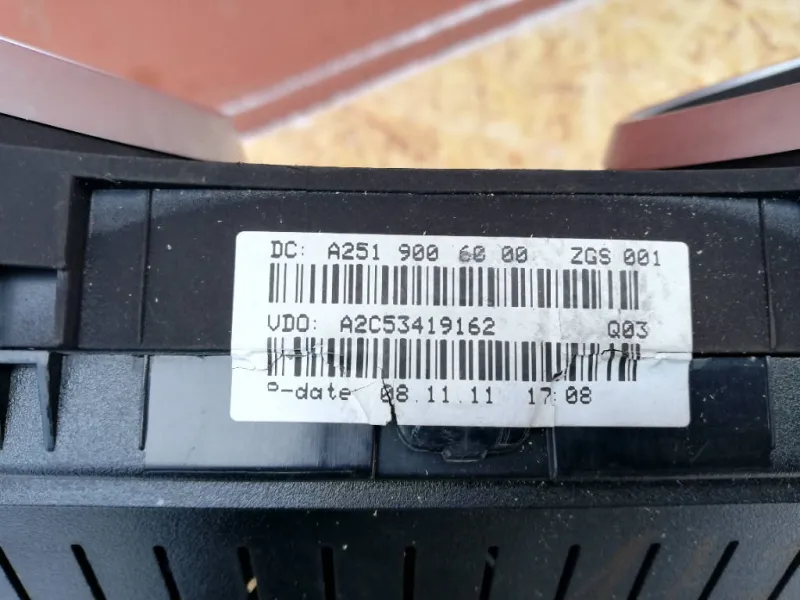 DC: A251 900 60 00 ZGS 001
VDO: A2C53419162 Q03
P-date 08.11.11 17:08